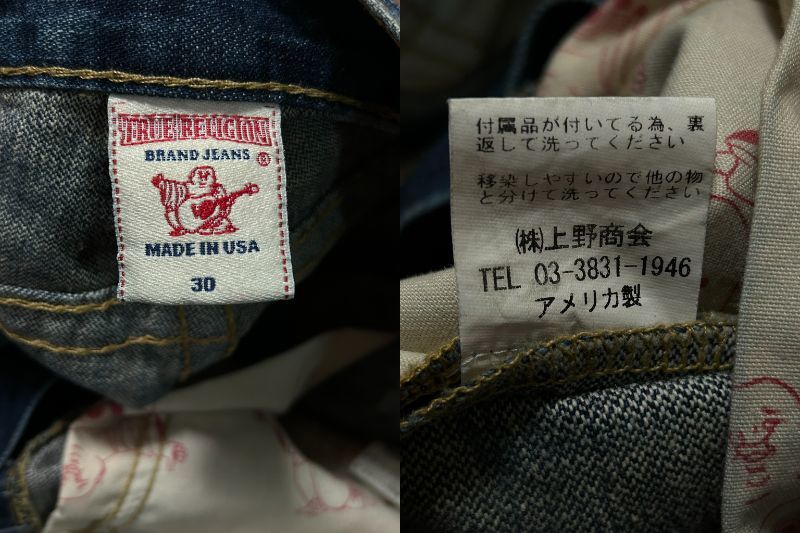 TRUE RELIGION
BRAND JEANS ®
MADE IN USA
30
付属品が付いてる為、裏
返して洗ってください
移染しやすいので他の物
と分けて洗ってください
㈱上野商会
TEL 03-3831-1946
アメリカ製